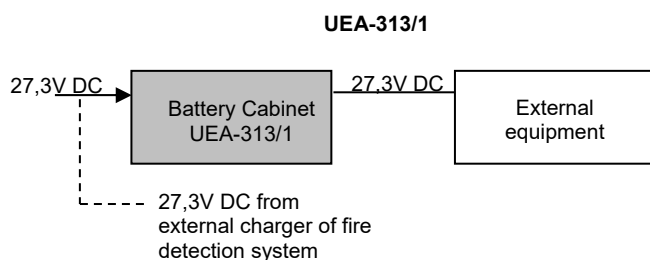 UEA-313/1
27,3V DC
Battery Cabinet
UEA-313/1
27,3V DC
External
equipment
27,3V DC from
external charger of fire
detection system